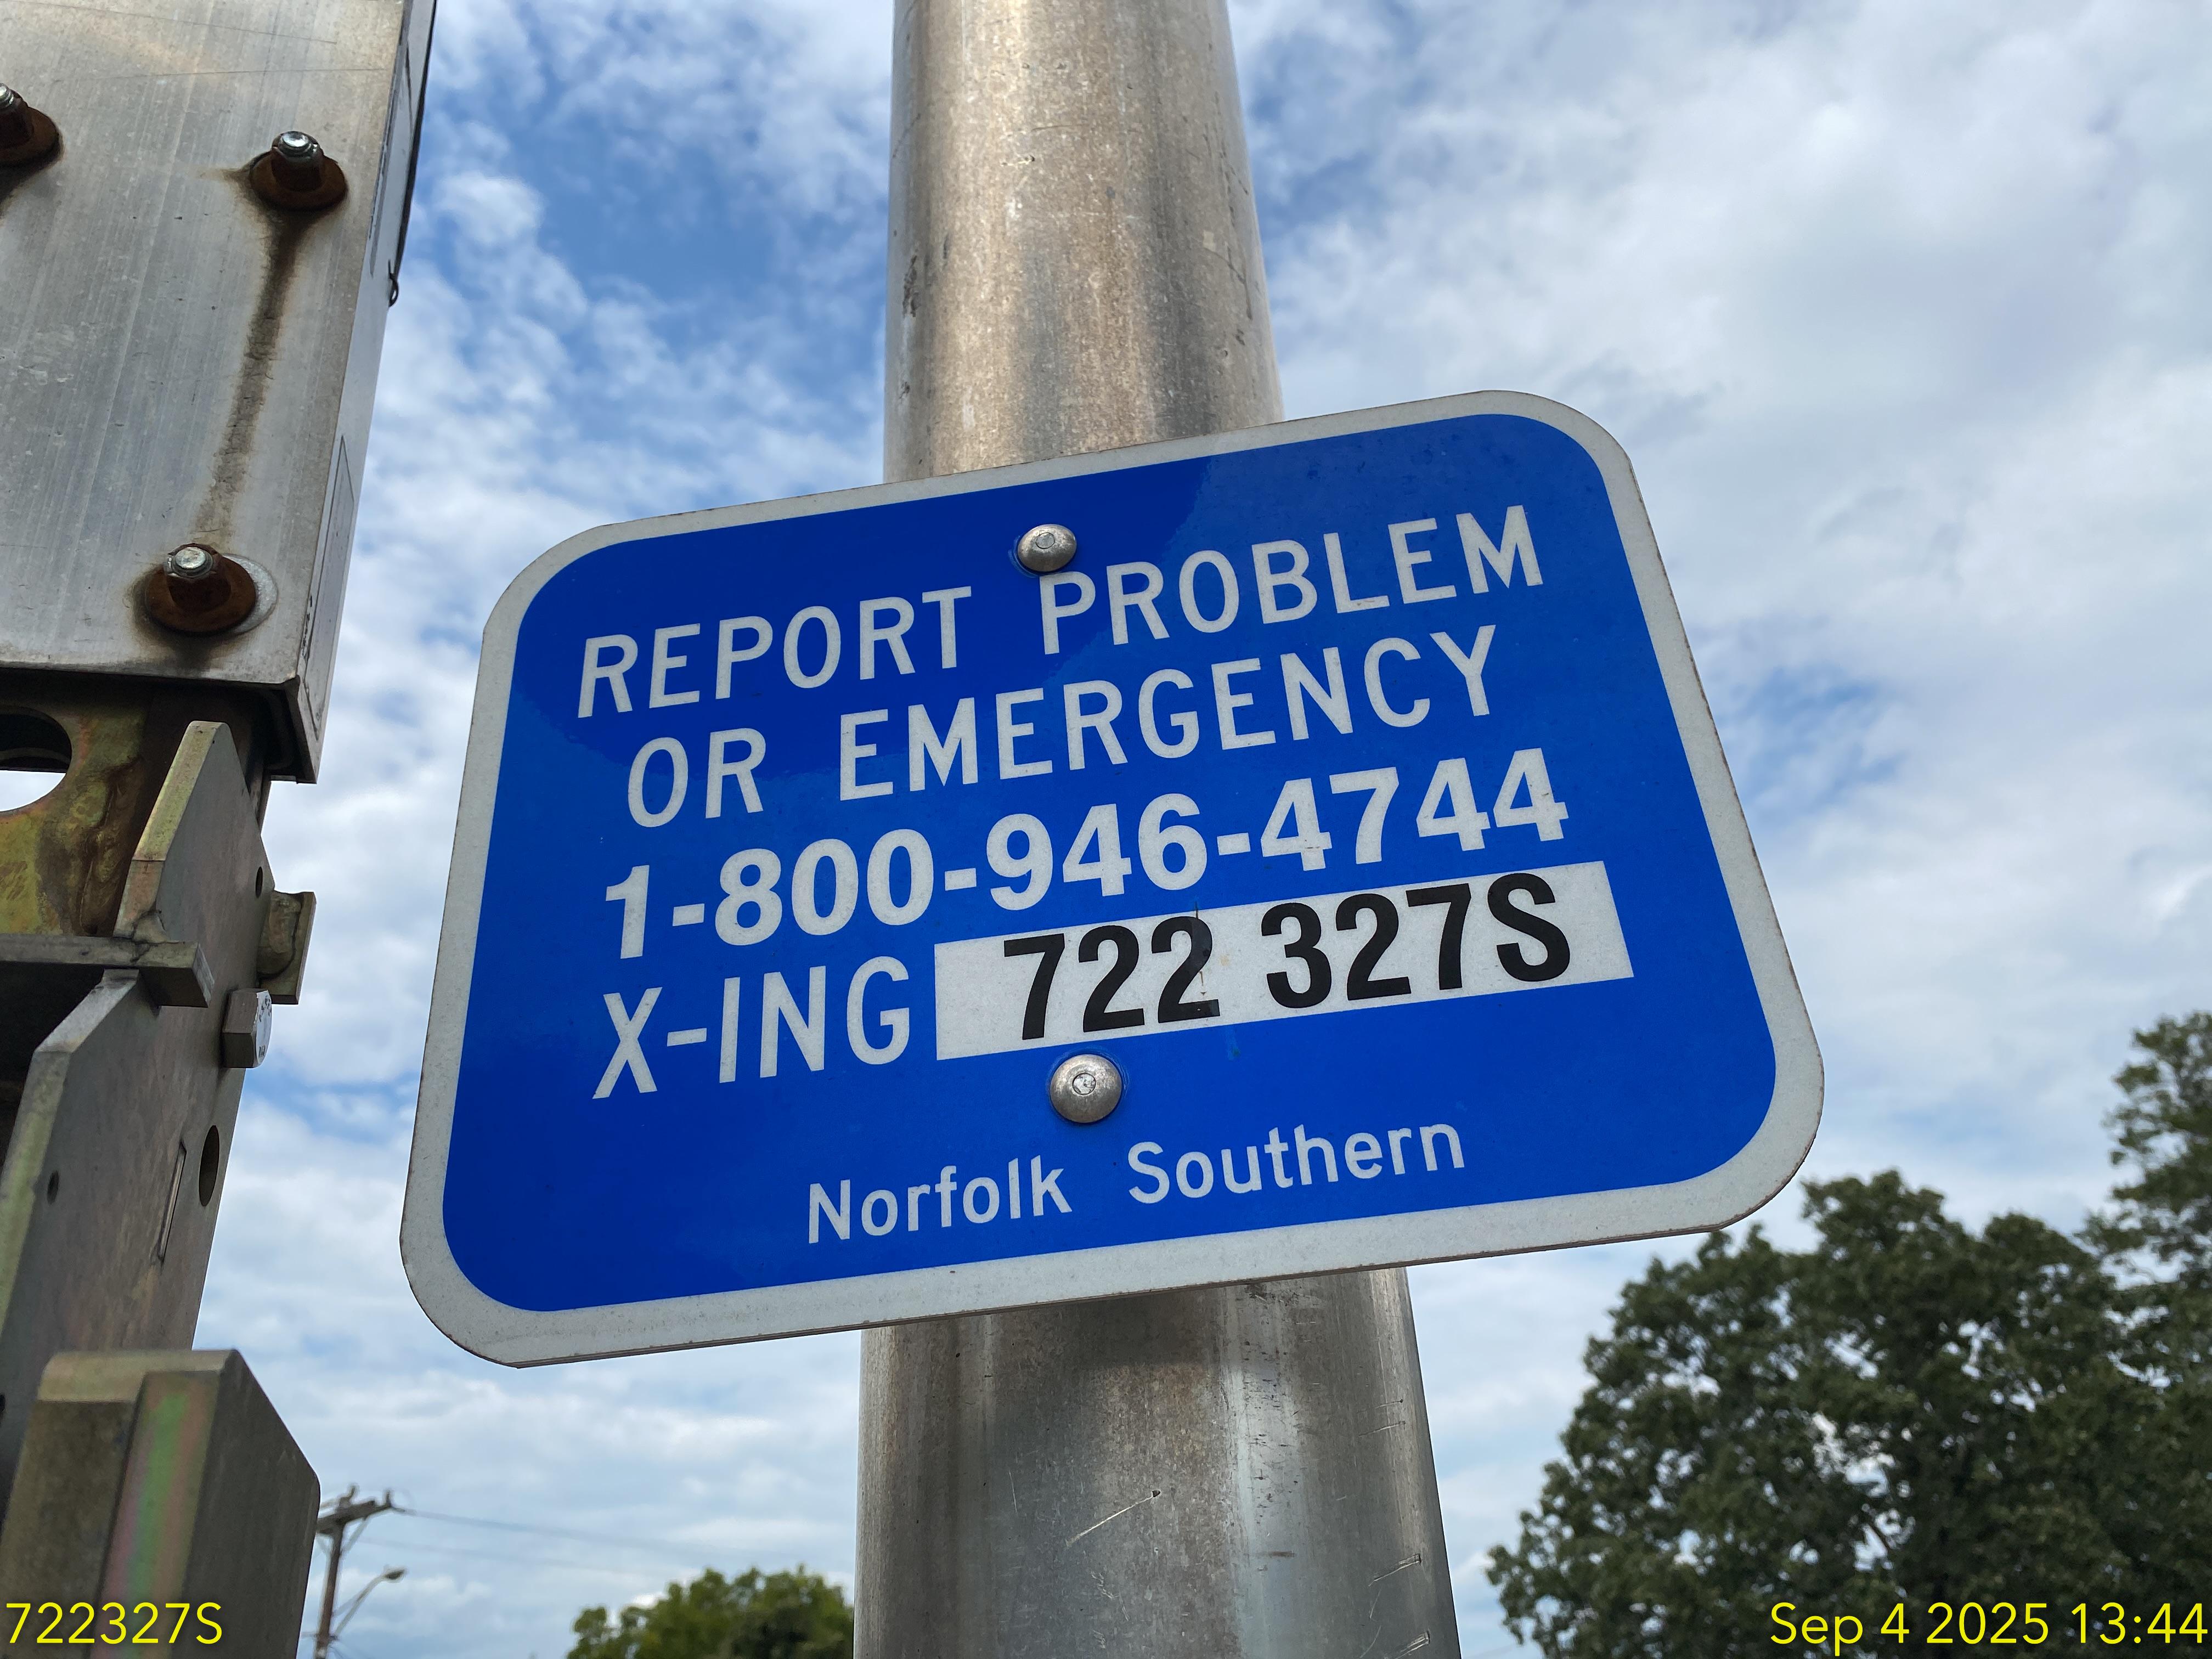 REPORT PROBLEM
OR EMERGENCY
1-800-946-4744
X-ING 722 327S
Norfolk Southern
722327S
Sep 4 2025 13:44